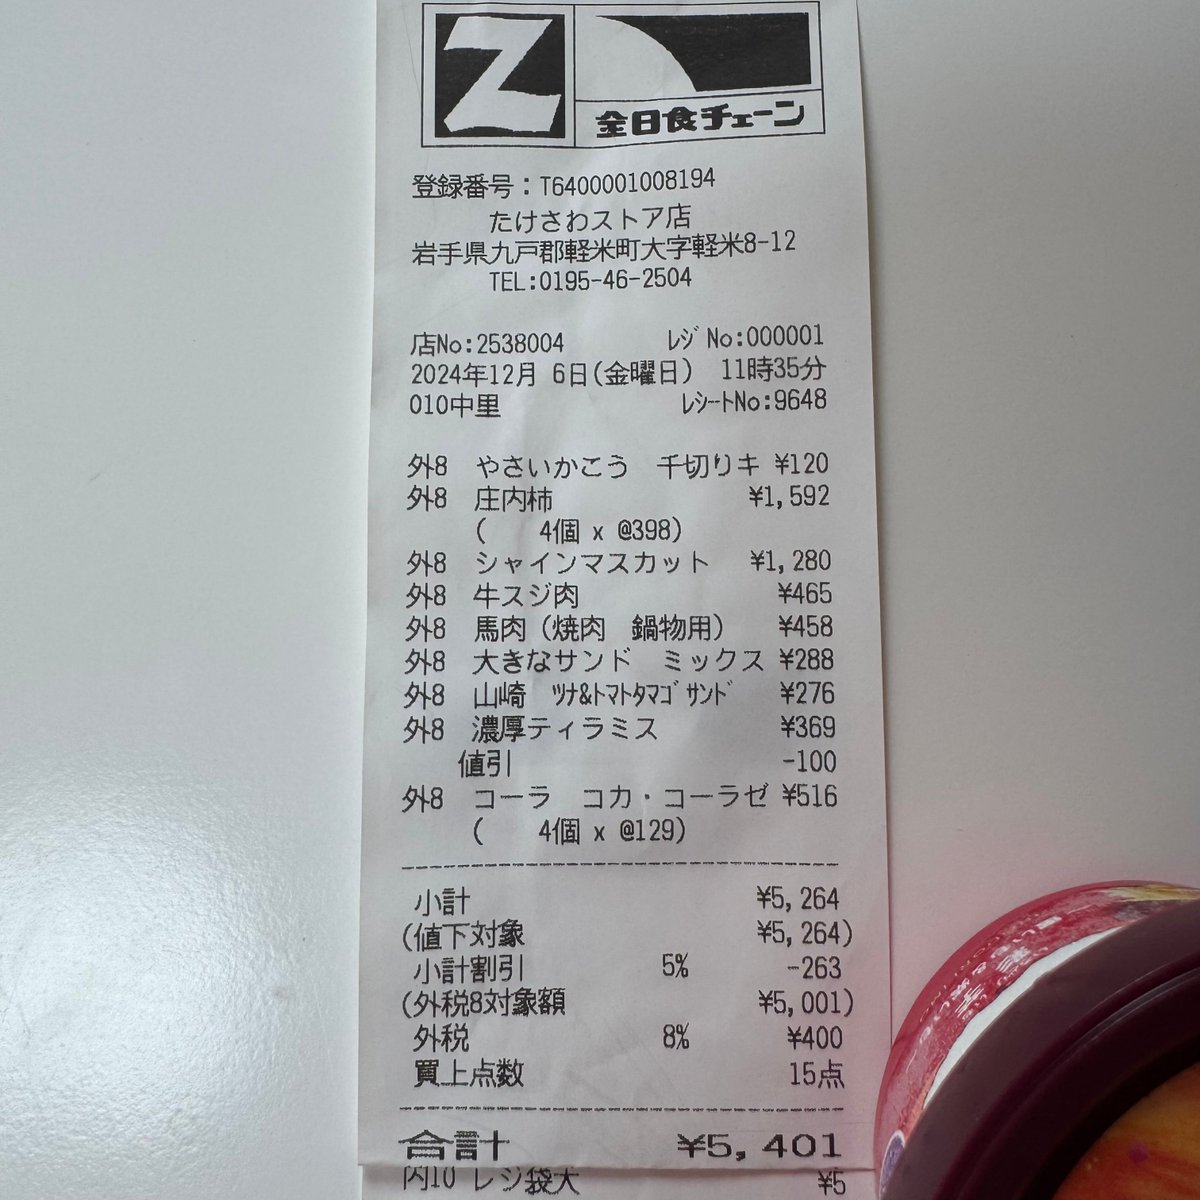 Z
全日食チェーン
登録番号：T6400001008194
たけさわストア店
岩手県九戸郡軽米町大字軽米8-12
TEL:0195-46-2504
店No:2538004 ﾚｼﾞNo:000001
2024年12月 6日(金曜日) 11時35分
010中里 ﾚｼｰﾄNo:9648
外8 やさいかこう 千切りキ ¥120
外8 庄内柿 ¥1,592
( 4個 x @398)
外8 シャインマスカット ¥1,280
外8 牛スジ肉 ¥465
外8 馬肉（焼肉 鍋物用） ¥458
外8 大きなサンド ミックス ¥288
外8 山崎 ﾂﾅ&ﾄﾏﾄﾀﾏｺﾞｻﾝﾄﾞ ¥276
外8 濃厚ティラミス ¥369
値引 -100
外8 コーラ コカ・コーラゼ ¥516
( 4個 x @129)
小計 ¥5,264
(値下対象 ¥5,264)
小計割引 5% -263
(外税8対象額 ¥5,001)
外税 8% ¥400
買上点数 15点
合計 ¥5,401
内10 レジ袋大 ¥5